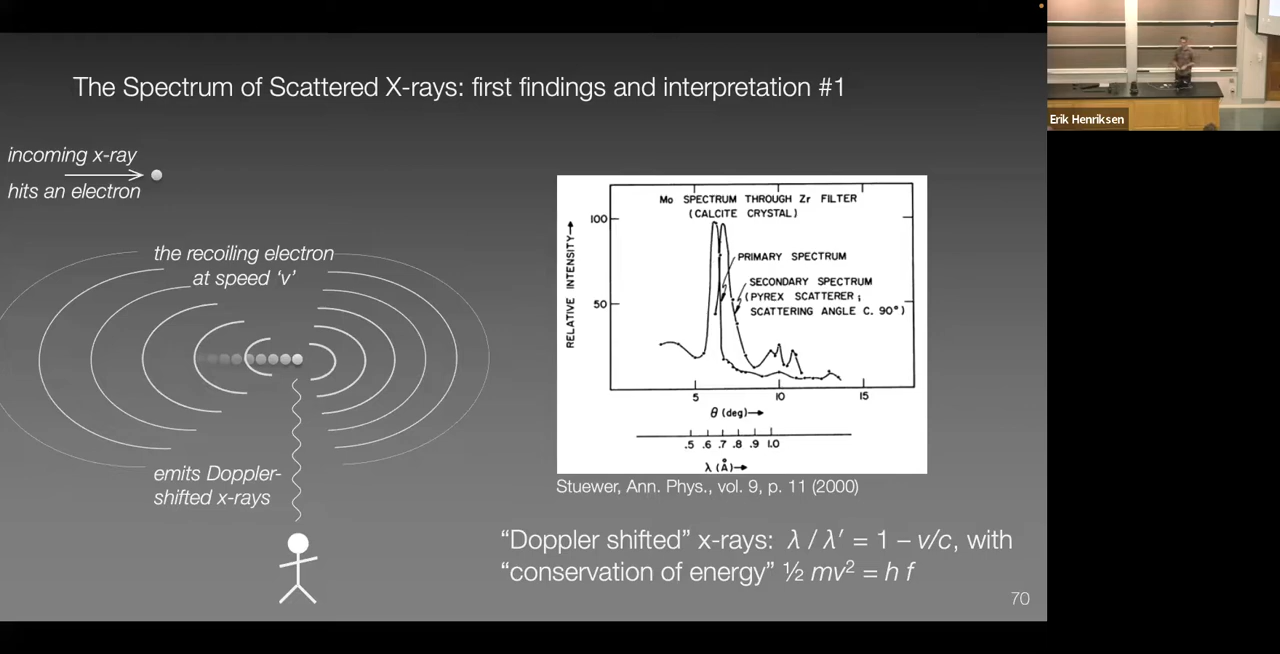 The Spectrum of Scattered X-rays: first findings and interpretation #1
Erik Henriksen
incoming x-ray
hits an electron
the recoiling electron
at speed ‘v’
emits Doppler-
shifted x-rays
Mo SPECTRUM THROUGH Zr FILTER
(CALCITE CRYSTAL)
100
PRIMARY SPECTRUM
SECONDARY SPECTRUM
(PYREX SCATTERER;
SCATTERING ANGLE C. 90°)
50
RELATIVE INTENSITY→
5 10 15
θ (deg)→
.5 .6 .7 .8 .9 1.0
λ (Å)→
Stuewer, Ann. Phys., vol. 9, p. 11 (2000)
“Doppler shifted” x-rays: λ / λ′ = 1 – v/c, with
“conservation of energy” ½ mv² = h f
70